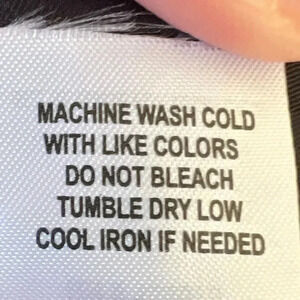 MACHINE WASH COLD
WITH LIKE COLORS
DO NOT BLEACH
TUMBLE DRY LOW
COOL IRON IF NEEDED